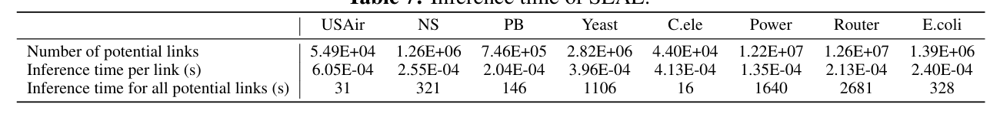 Table 7: Inference time of SEAL.
USAir NS PB Yeast C.ele Power Router E.coli
Number of potential links 5.49E+04 1.26E+06 7.46E+05 2.82E+06 4.40E+04 1.22E+07 1.26E+07 1.39E+06
Inference time per link (s) 6.05E-04 2.55E-04 2.04E-04 3.96E-04 4.13E-04 1.35E-04 2.13E-04 2.40E-04
Inference time for all potential links (s) 31 321 146 1106 16 1640 2681 328